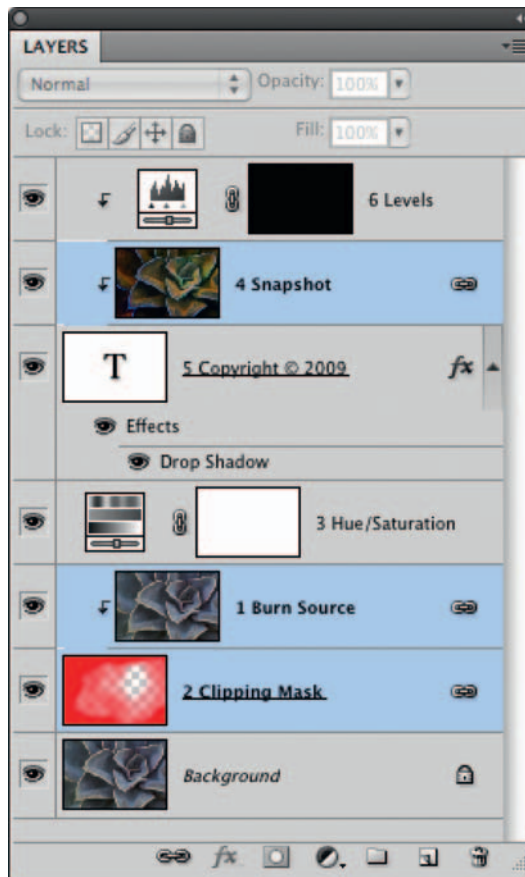 LAYERS
Normal Opacity: 100%
Lock: Fill: 100%
6 Levels
4 Snapshot
T 5 Copyright © 2009 fx
Effects
Drop Shadow
3 Hue/Saturation
1 Burn Source
2 Clipping Mask
Background
fx